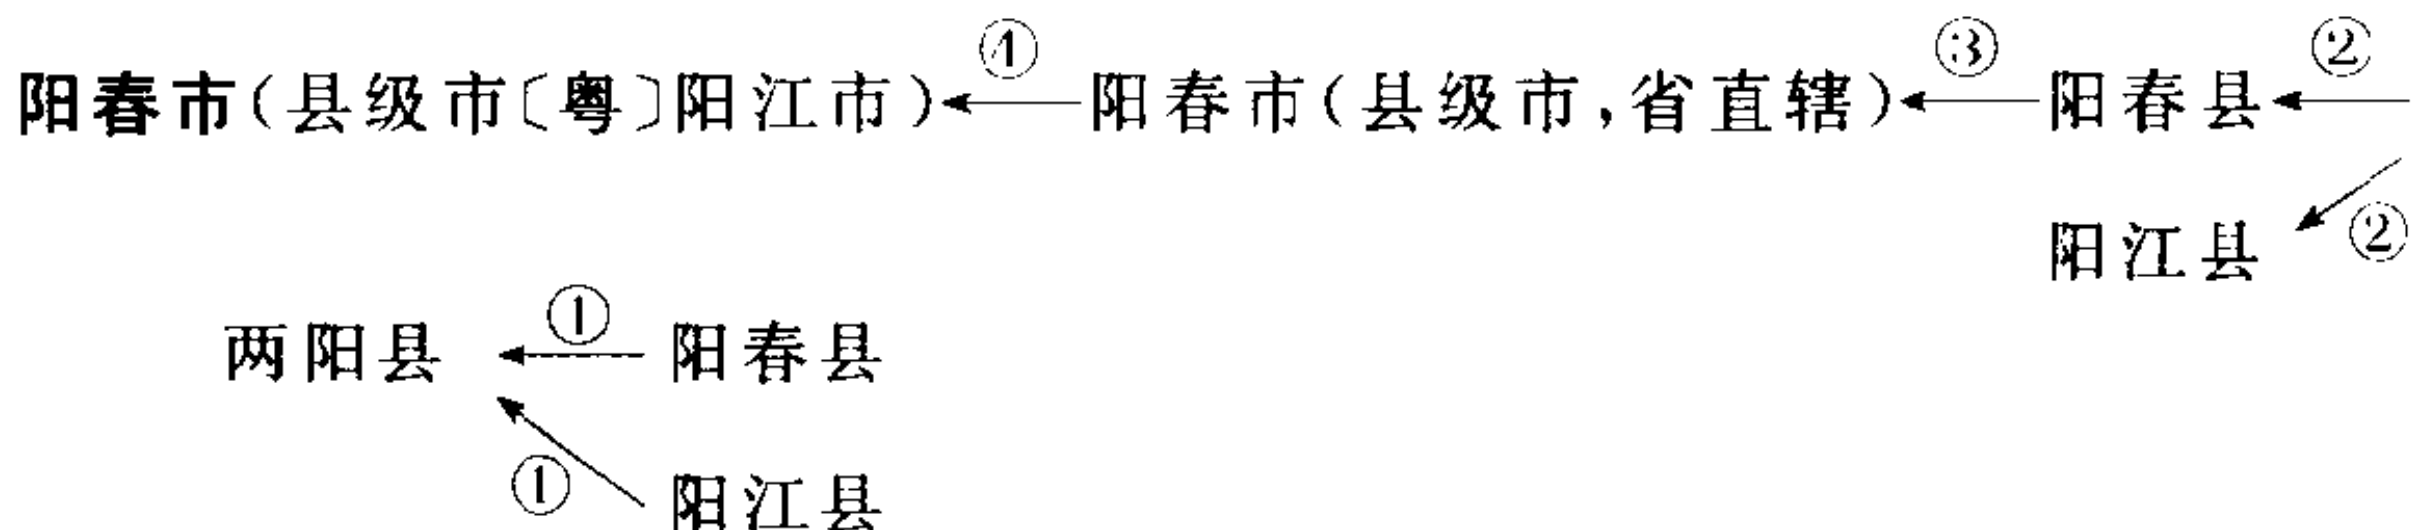 阳春市(县级市〔粤〕阳江市)←④阳春市(县级市,省直辖)←③阳春县←②
阳江县 ②
两阳县 ←① 阳春县
① 阳江县